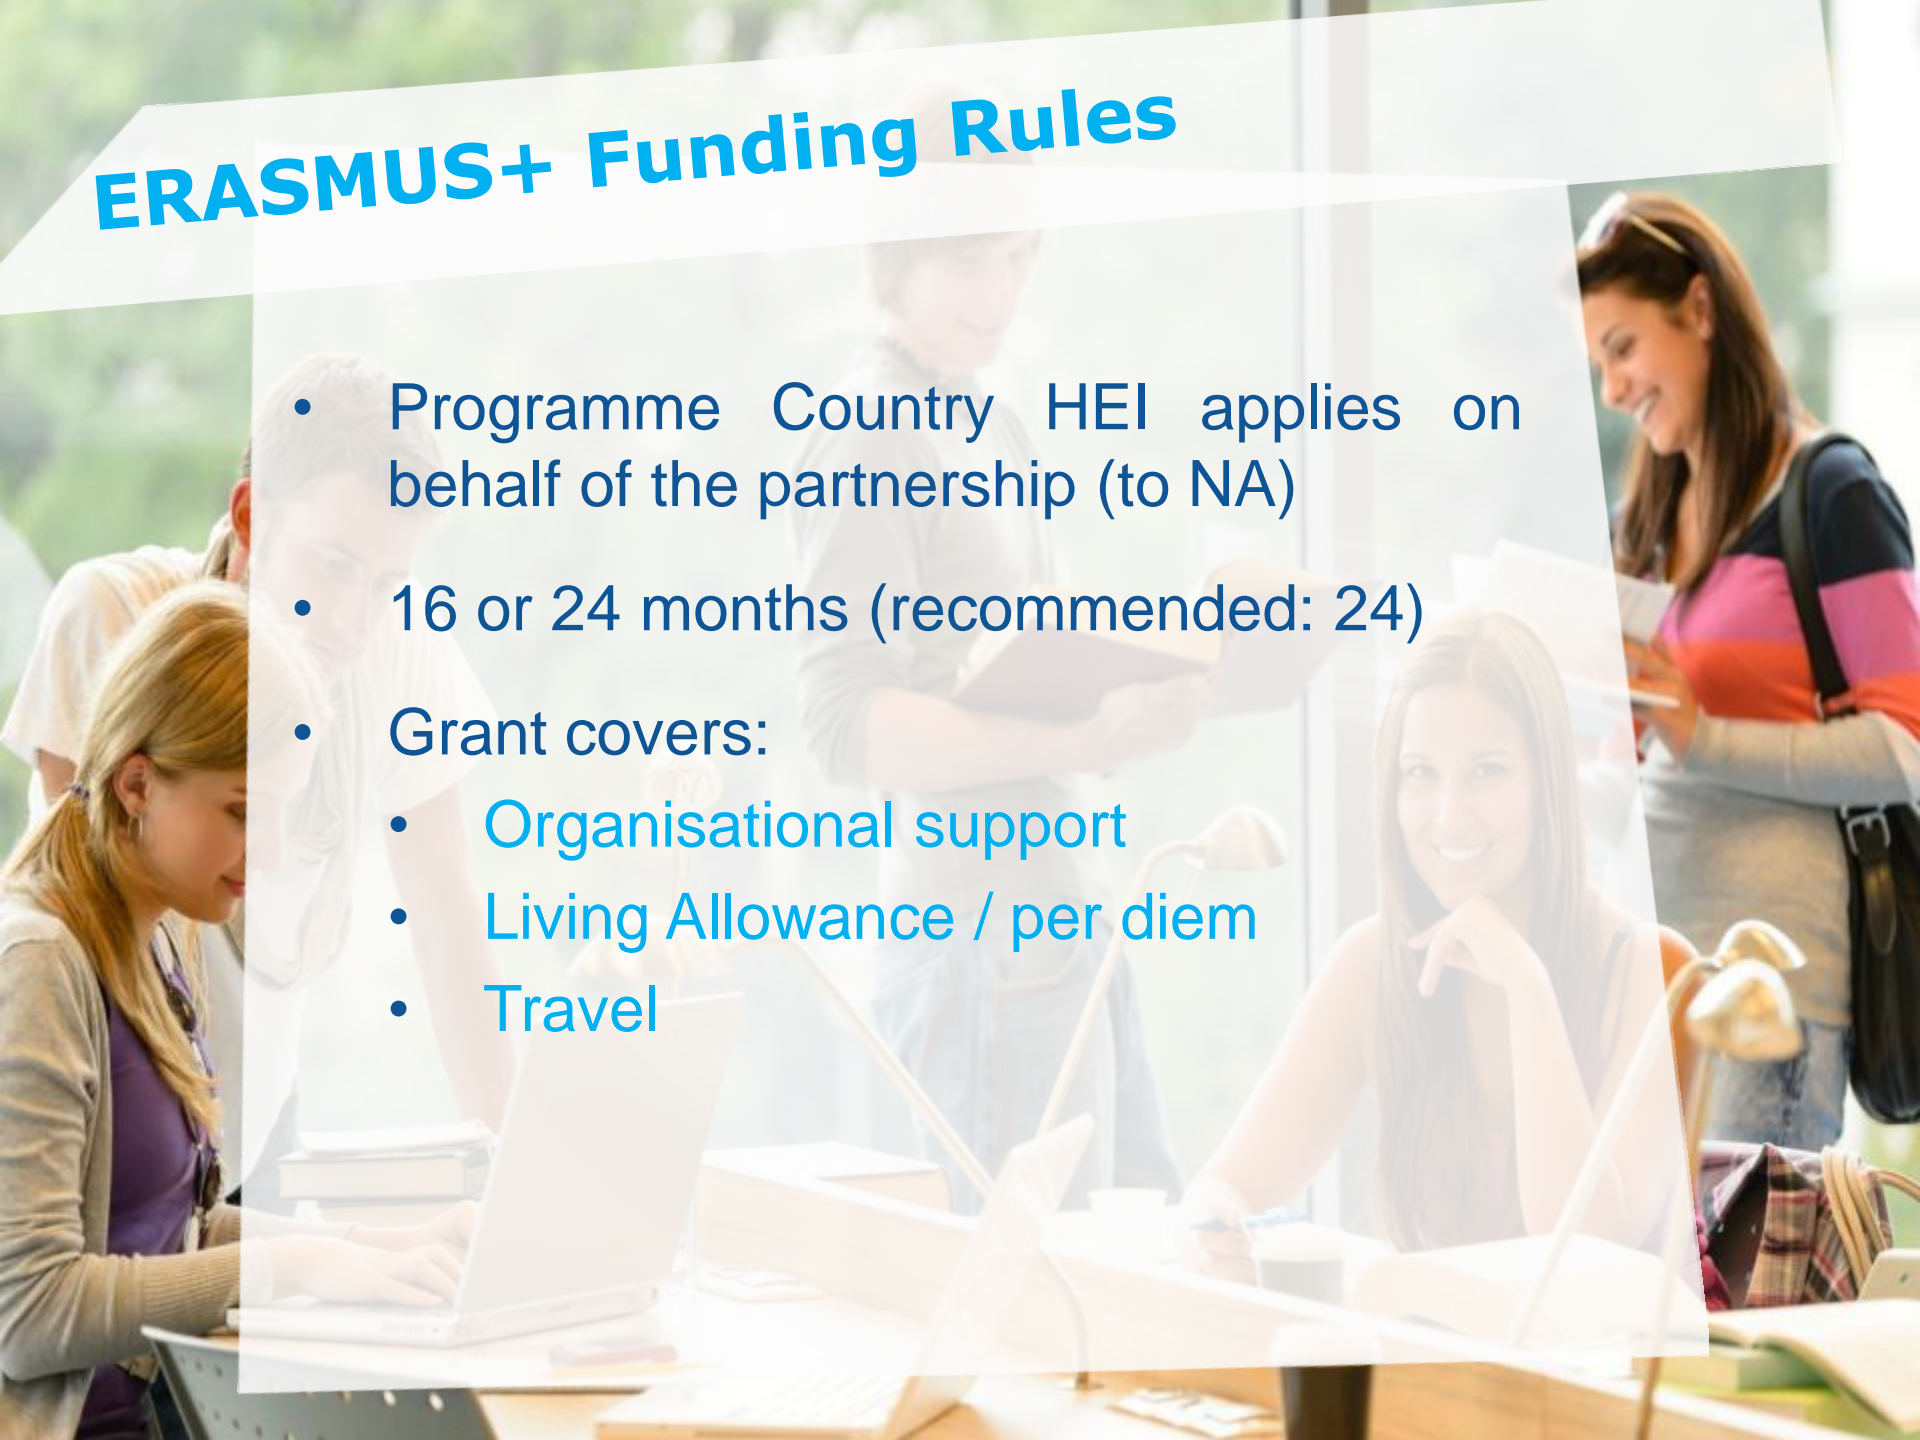 ERASMUS+ Funding Rules
• Programme Country HEI applies on
behalf of the partnership (to NA)
• 16 or 24 months (recommended: 24)
• Grant covers:
• Organisational support
• Living Allowance / per diem
• Travel